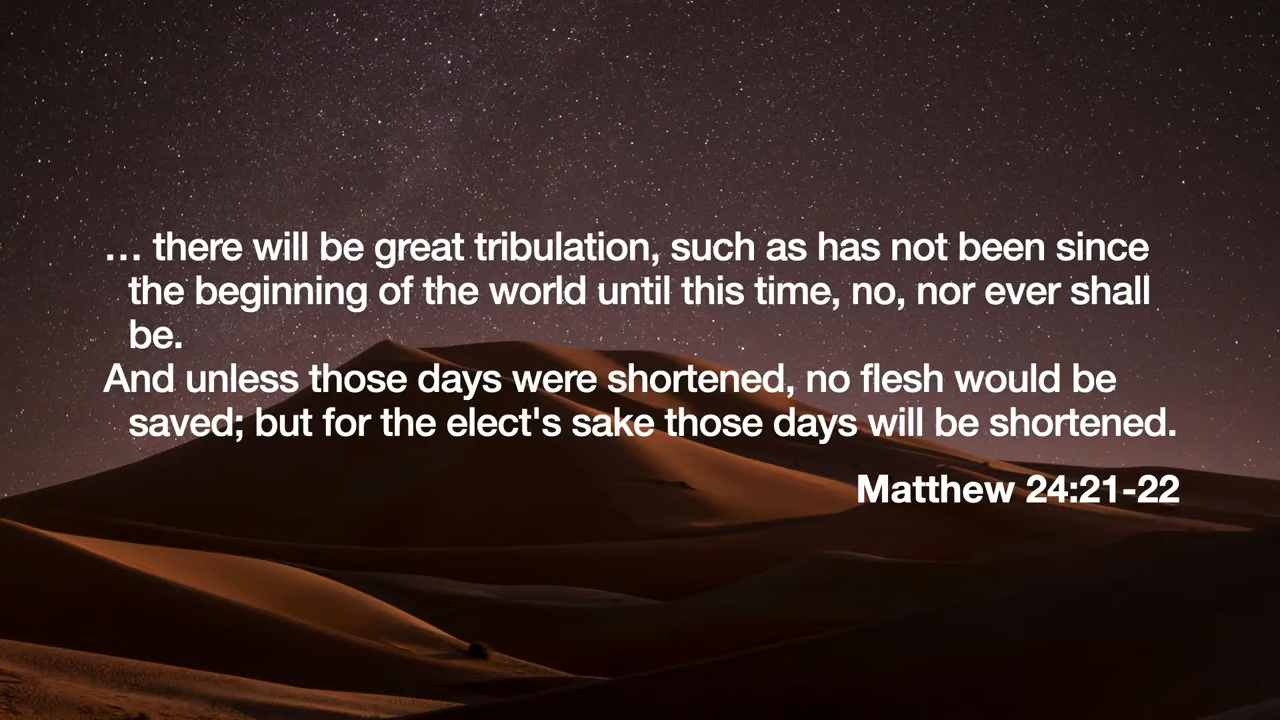 … there will be great tribulation, such as has not been since
the beginning of the world until this time, no, nor ever shall
be.
And unless those days were shortened, no flesh would be
saved; but for the elect's sake those days will be shortened.
Matthew 24:21-22